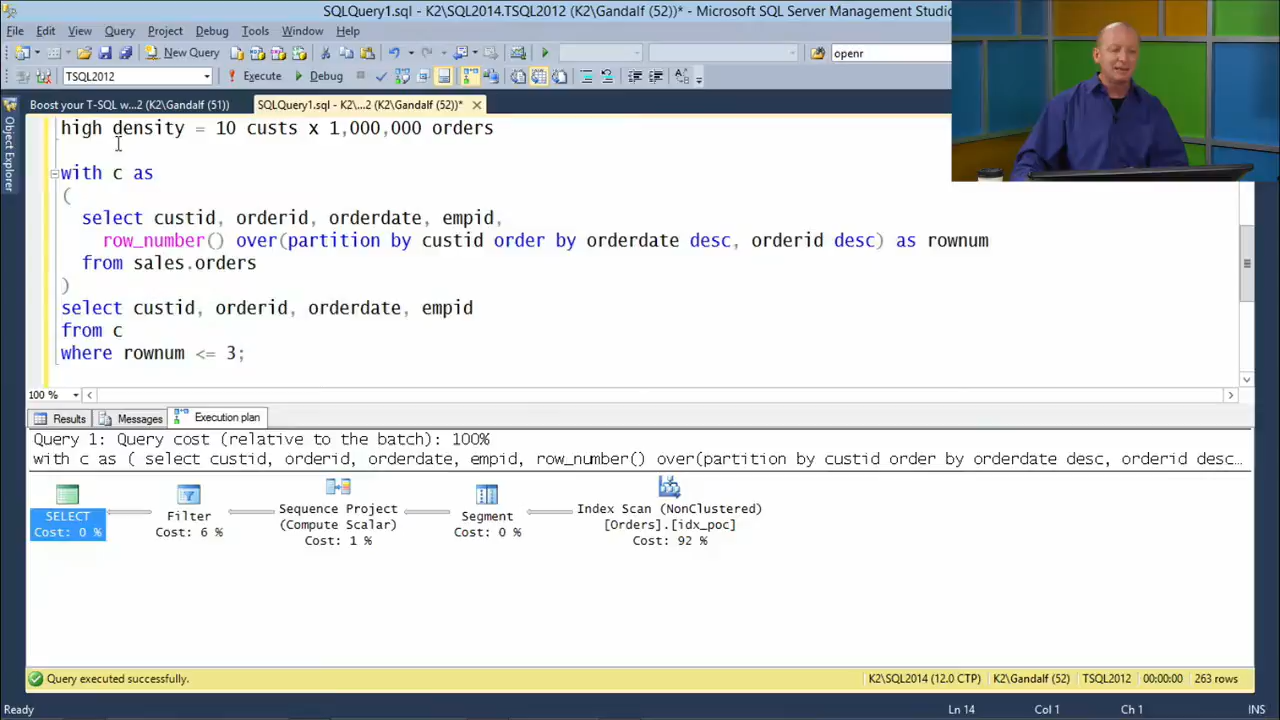 SQLQuery1.sql - K2\SQL2014.TSQL2012 (K2\Gandalf (52))* - Microsoft SQL Server Management Studio
File Edit View Query Project Debug Tools Window Help
New Query openr
TSQL2012 Execute Debug
Boost your T-SQL w...2 (K2\Gandalf (51)) SQLQuery1.sql - K2\...2 (K2\Gandalf (52))*
Object Explorer
high density = 10 custs x 1,000,000 orders
with c as
(
select custid, orderid, orderdate, empid,
row_number() over(partition by custid order by orderdate desc, orderid desc) as rownum
from sales.orders
)
select custid, orderid, orderdate, empid
from c
where rownum <= 3;
100 %
Results Messages Execution plan
Query 1: Query cost (relative to the batch): 100%
with c as ( select custid, orderid, orderdate, empid, row_number() over(partition by custid order by orderdate desc, orderid desc...
SELECT
Cost: 0 %
Filter
Cost: 6 %
Sequence Project
(Compute Scalar)
Cost: 1 %
Segment
Cost: 0 %
Index Scan (NonClustered)
[Orders].[idx_poc]
Cost: 92 %
Query executed successfully. K2\SQL2014 (12.0 CTP) K2\Gandalf (52) TSQL2012 00:00:00 263 rows
Ready Ln 14 Col 1 Ch 1 INS